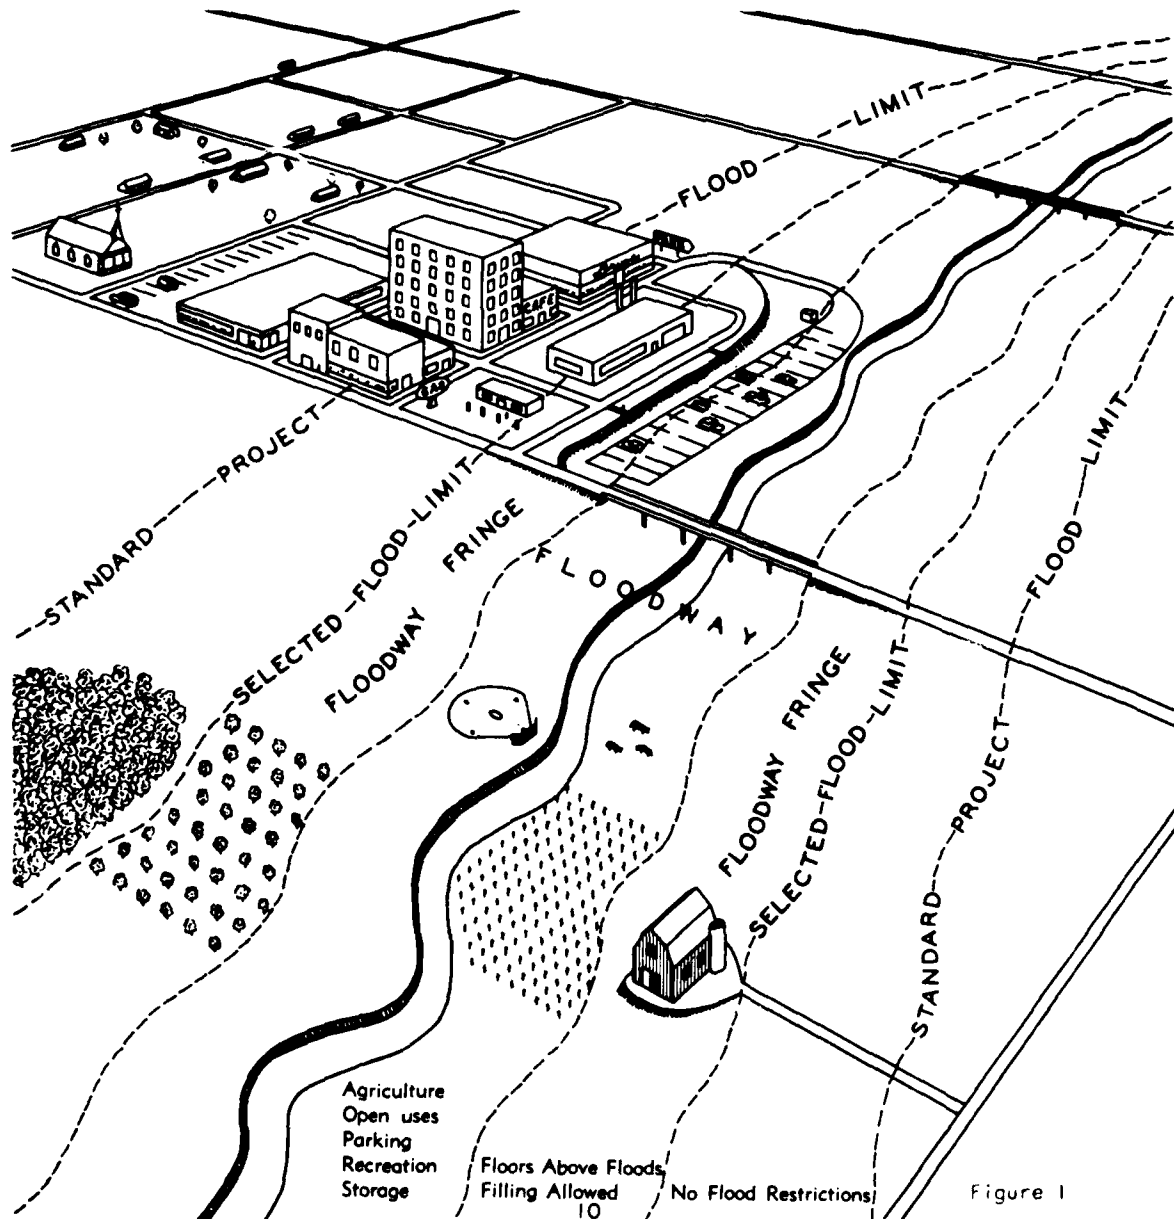 FLOOD LIMIT
CAFE
GAS
STANDARD PROJECT
SELECTED-FLOOD-LIMIT
FLOODWAY FRINGE
FLOODWAY
FLOODWAY FRINGE
SELECTED-FLOOD-LIMIT
STANDARD PROJECT FLOOD LIMIT
Agriculture
Open uses
Parking
Recreation
Storage
Floors Above Floods
Filling Allowed
No Flood Restrictions
10
Figure 1